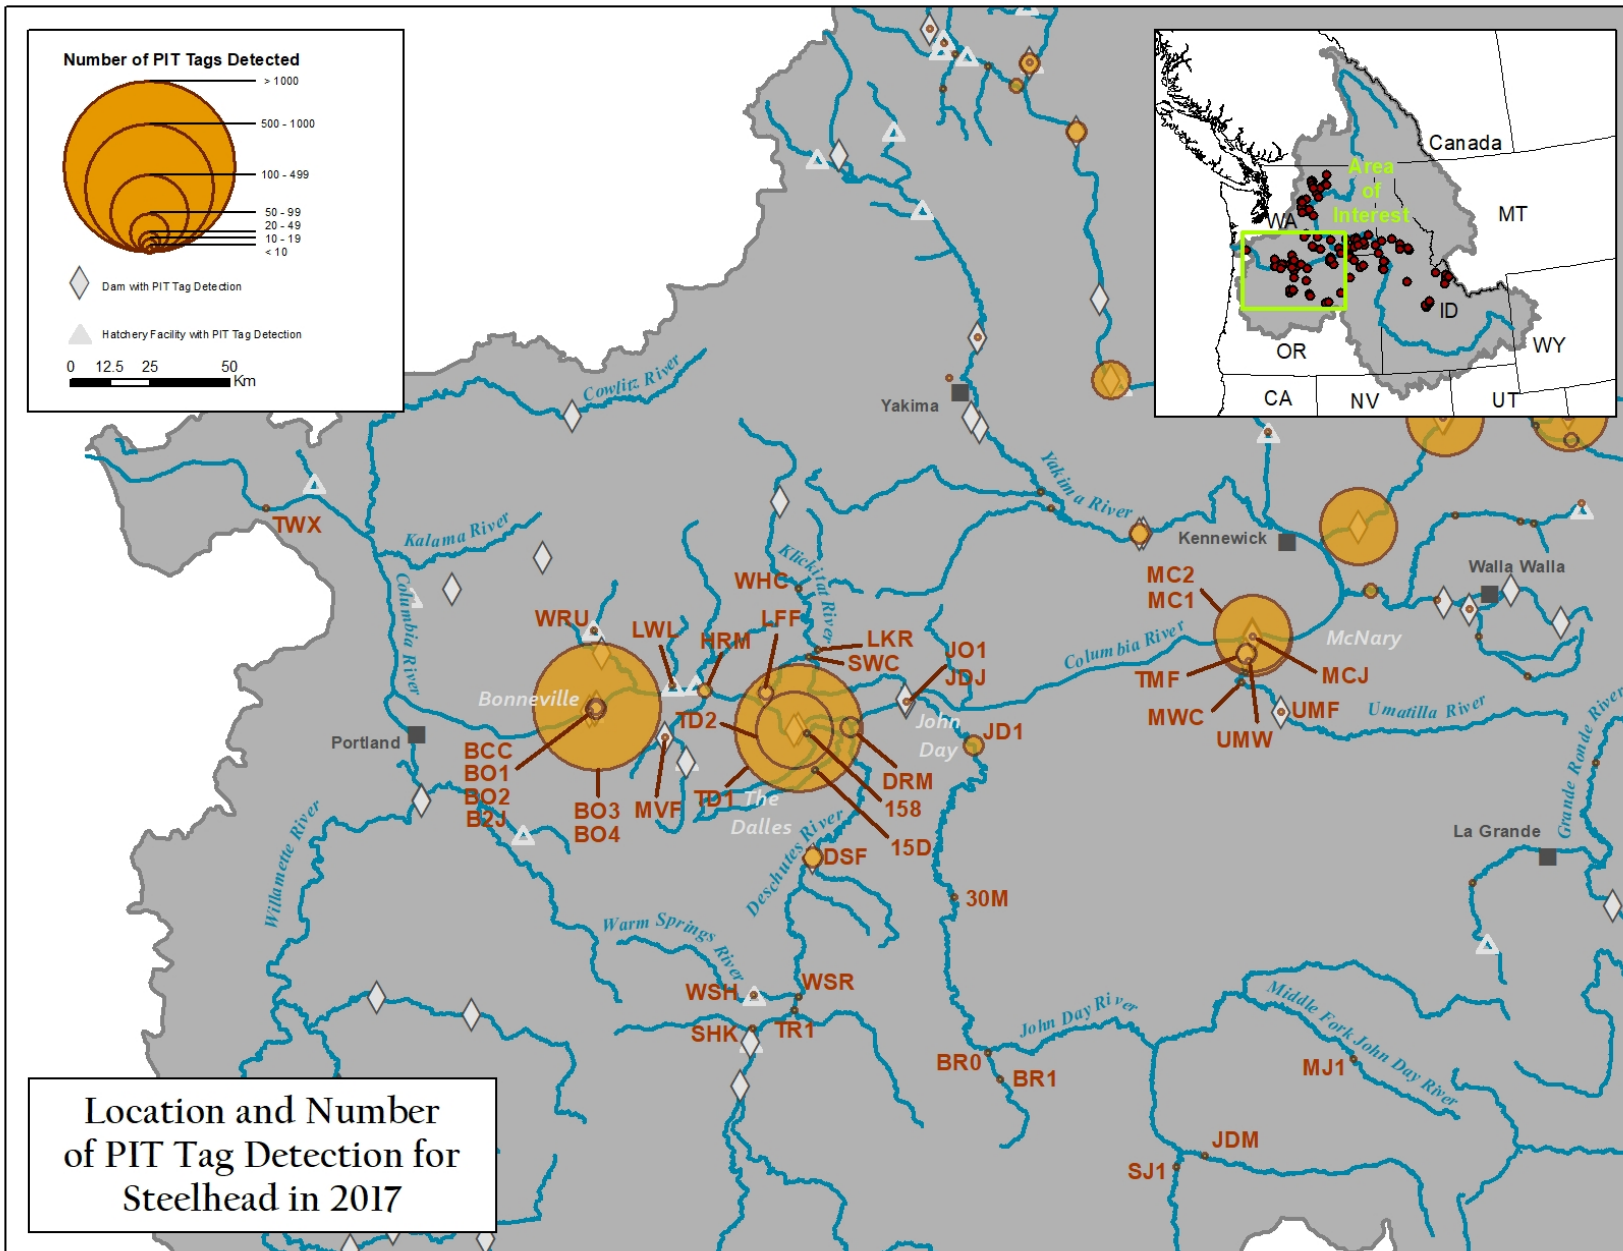 Number of PIT Tags Detected
> 1000
500 - 1000
100 - 499
50 - 99
20 - 49
10 - 19
< 10
Dam with PIT Tag Detection
Hatchery Facility with PIT Tag Detection
0 12.5 25 50
Km
Canada
Area
of
Interest
WA
MT
ID
OR
WY
CA
NV
UT
Cowlitz River
Yakima
Yakima River
TWX
Kalama River
Kennewick
Walla Walla
Klickitat River
WHC
MC2
MC1
Columbia River
WRU
LWL
LFF
HRM
LKR
SWC
JO1
JDJ
Columbia River
McNary
TMF
MCJ
MWC
UMF
UMW
Umatilla River
Grande Ronde River
Bonneville
Portland
TD2
John
Day
JD1
BCC
BO1
BO2
B2J
BO3
BO4
MVF
TD1
The
Dalles
DRM
158
15D
La Grande
Willamette River
Deschutes River
DSF
30M
Warm Springs River
WSH
WSR
SHK
TR1
John Day River
Middle Fork John Day River
BR0
BR1
MJ1
JDM
SJ1
Location and Number
of PIT Tag Detection for
Steelhead in 2017